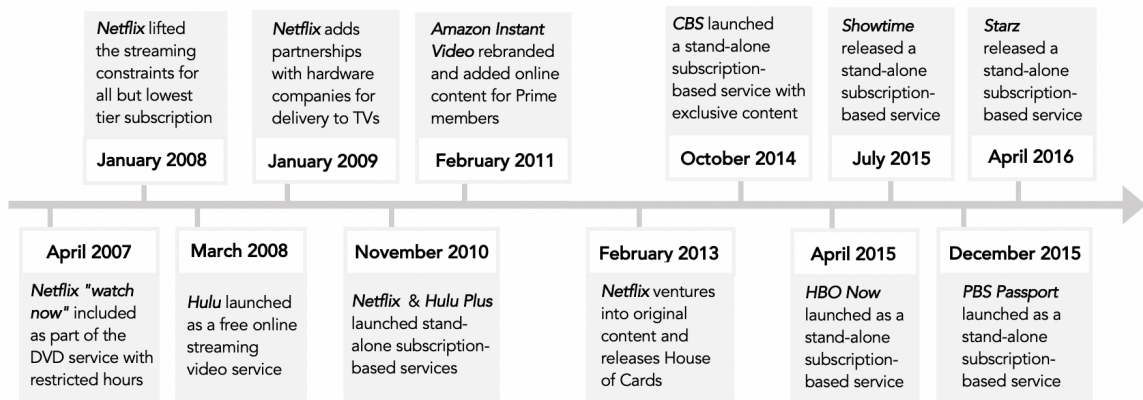 Netflix lifted
the streaming
constraints for
all but lowest
tier subscription
January 2008
Netflix adds
partnerships
with hardware
companies for
delivery to TVs
January 2009
Amazon Instant
Video rebranded
and added online
content for Prime
members
February 2011
CBS launched
a stand-alone
subscription-
based service with
exclusive content
October 2014
Showtime
released a
stand-alone
subscription-
based service
July 2015
Starz
released a
stand-alone
subscription-
based service
April 2016
April 2007
Netflix "watch
now" included
as part of the
DVD service with
restricted hours
March 2008
Hulu launched
as a free online
streaming
video service
November 2010
Netflix & Hulu Plus
launched stand-
alone subscription-
based services
February 2013
Netflix ventures
into original
content and
releases House
of Cards
April 2015
HBO Now
launched as a
stand-alone
subscription-
based service
December 2015
PBS Passport
launched as a
stand-alone
subscription-
based service